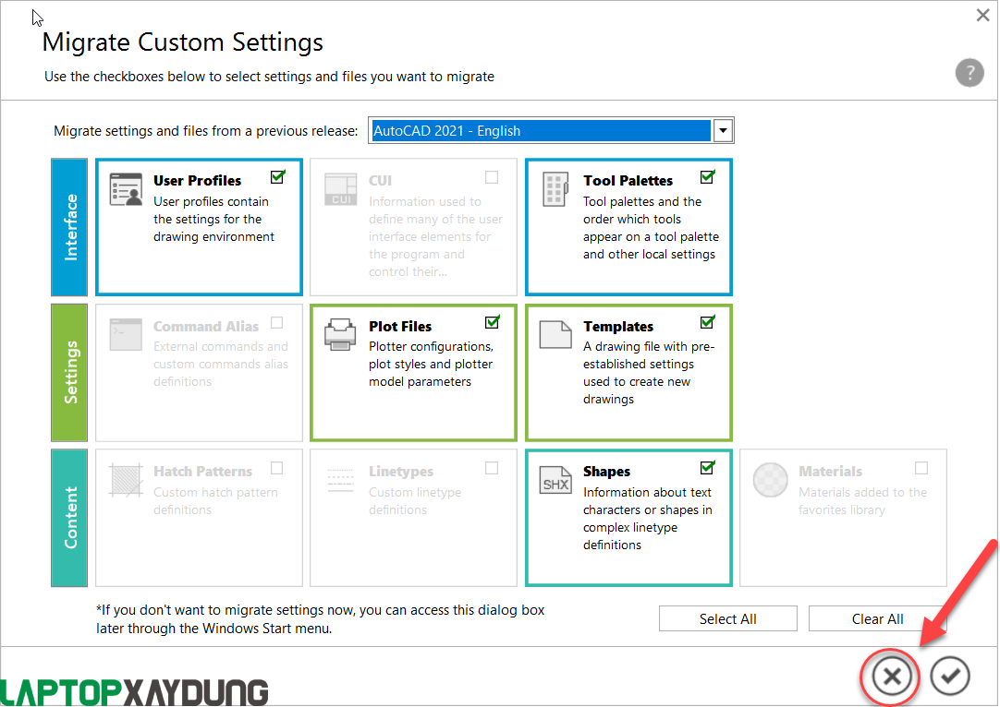 Migrate Custom Settings
Use the checkboxes below to select settings and files you want to migrate
?
Migrate settings and files from a previous release:
AutoCAD 2021 - English
Interface
User Profiles
User profiles contain
the settings for the
drawing environment
CUI
CUI
Information used to
define many of the user
interface elements for
the program and
control their...
Tool Palettes
Tool palettes and the
order which tools
appear on a tool palette
and other local settings
Settings
Command Alias
External commands and
custom commands alias
definitions
Plot Files
Plotter configurations,
plot styles and plotter
model parameters
Templates
A drawing file with pre-
established settings
used to create new
drawings
Content
Hatch Patterns
Custom hatch pattern
definitions
Linetypes
Custom linetype
definitions
SHX
Shapes
Information about text
characters or shapes in
complex linetype
definitions
Materials
Materials added to the
favorites library
*If you don't want to migrate settings now, you can access this dialog box
later through the Windows Start menu.
Select All
Clear All
LAPTOPXAYDUNG